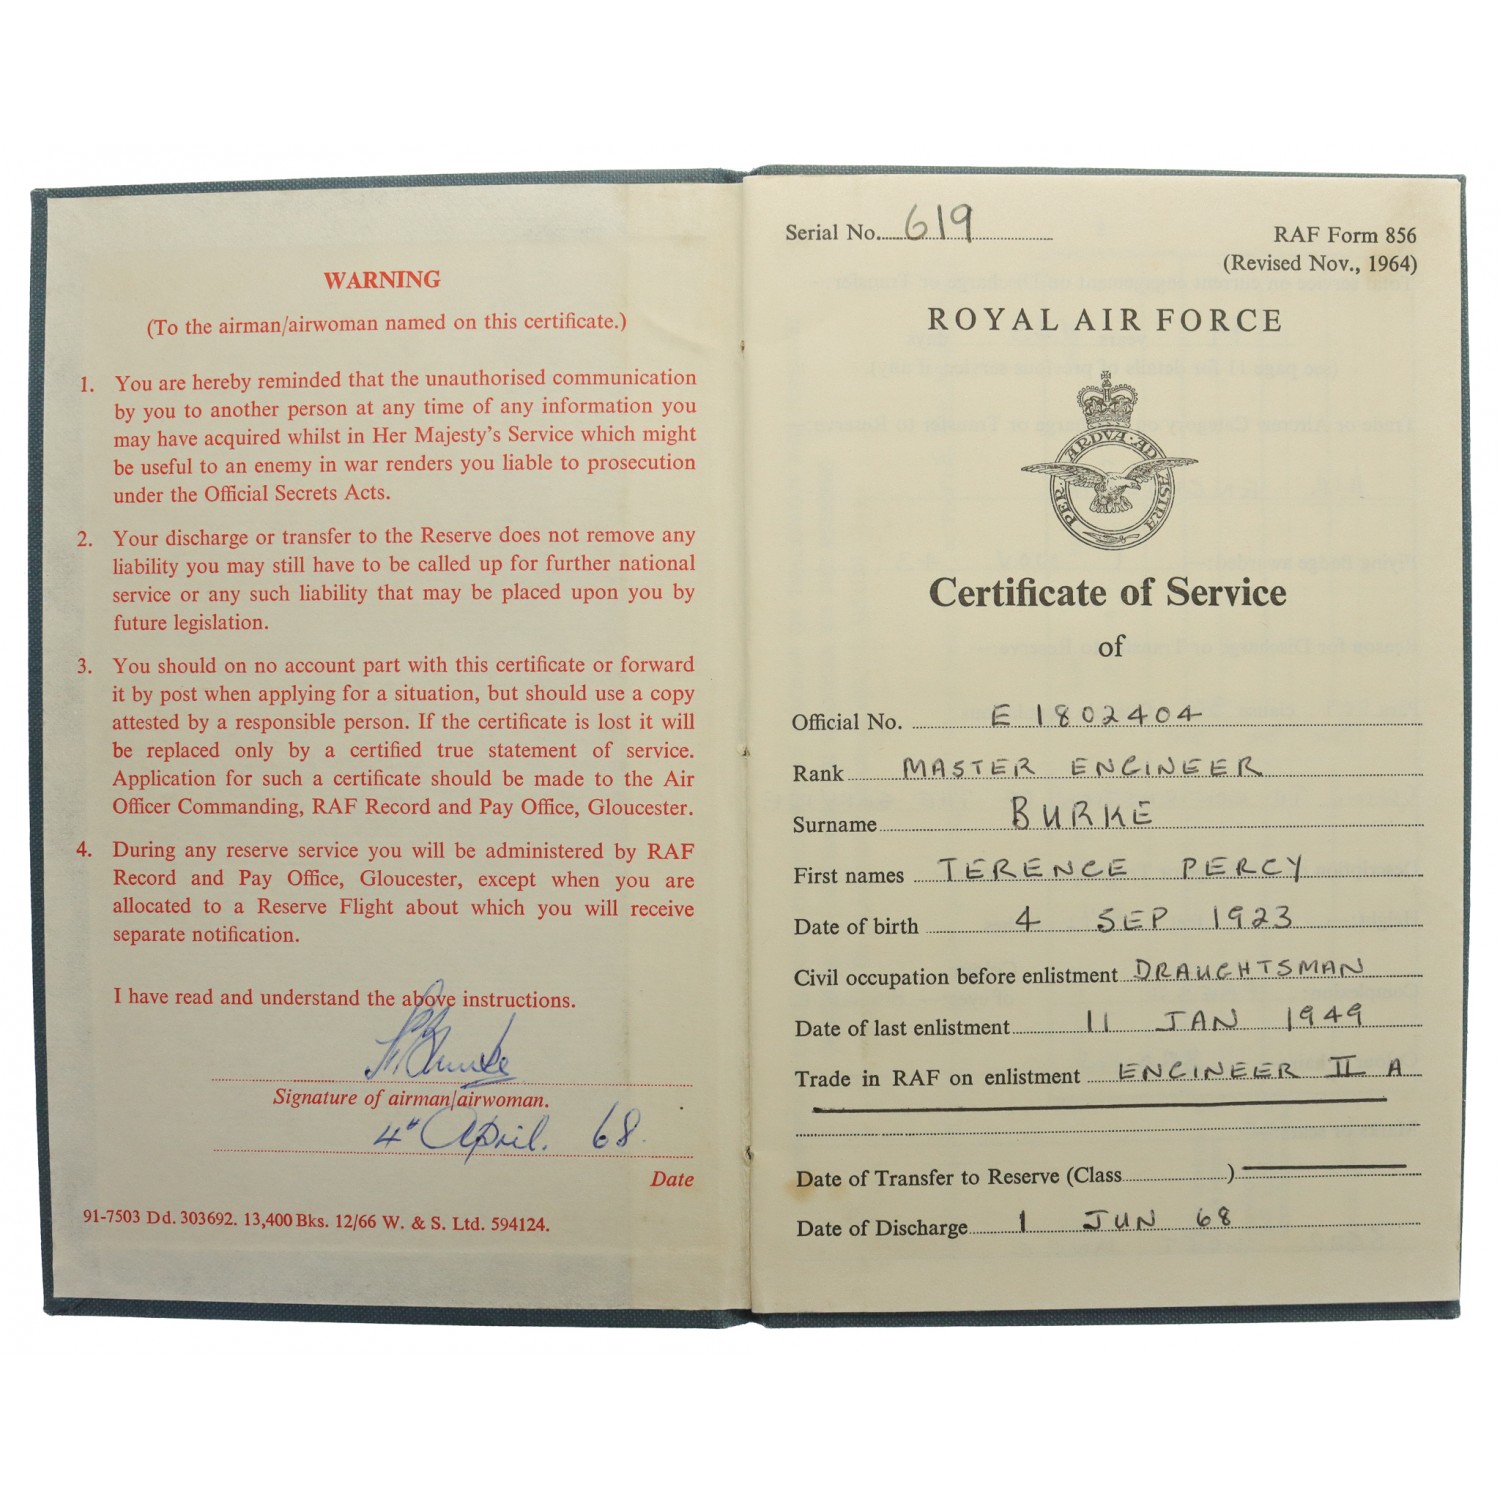 WARNING
(To the airman/airwoman named on this certificate.)
1. You are hereby reminded that the unauthorised communication
by you to another person at any time of any information you
may have acquired whilst in Her Majesty's Service which might
be useful to an enemy in war renders you liable to prosecution
under the Official Secrets Acts.
2. Your discharge or transfer to the Reserve does not remove any
liability you may still have to be called up for further national
service or any such liability that may be placed upon you by
future legislation.
3. You should on no account part with this certificate or forward
it by post when applying for a situation, but should use a copy
attested by a responsible person. If the certificate is lost it will
be replaced only by a certified true statement of service.
Application for such a certificate should be made to the Air
Officer Commanding, RAF Record and Pay Office, Gloucester.
4. During any reserve service you will be administered by RAF
Record and Pay Office, Gloucester, except when you are
allocated to a Reserve Flight about which you will receive
separate notification.
I have read and understand the above instructions.
Signature of airman/airwoman.
4th April. 68.
Date
91-7503 Dd. 303692. 13,400 Bks. 12/66 W. & S. Ltd. 594124.
Serial No. 619
RAF Form 856
(Revised Nov., 1964)
ROYAL AIR FORCE
PER ARDVA AD ASTRA
Certificate of Service
of
Official No. E 1802404
Rank MASTER ENGINEER
Surname BURKE
First names TERENCE PERCY
Date of birth 4 SEP 1923
Civil occupation before enlistment DRAUGHTSMAN
Date of last enlistment 11 JAN 1949
Trade in RAF on enlistment ENGINEER II A
Date of Transfer to Reserve (Class )
Date of Discharge 1 JUN 68